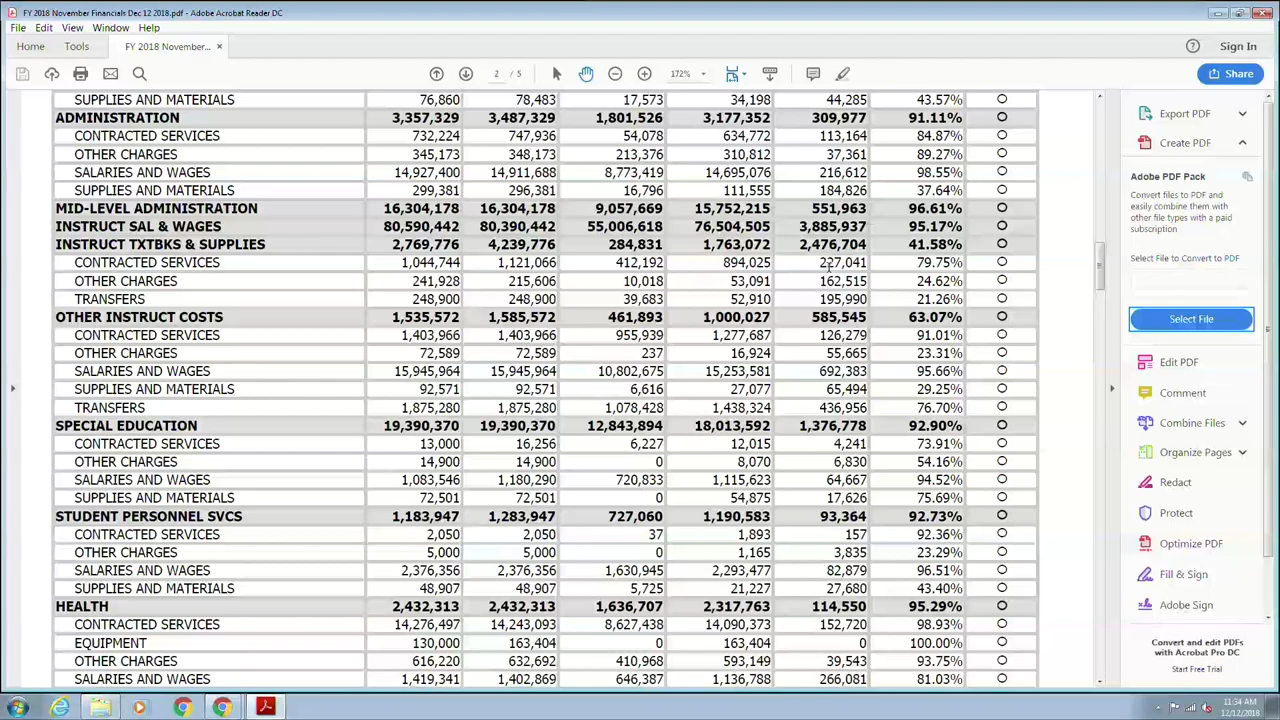 FY 2018 November Financials Dec 12 2018.pdf - Adobe Acrobat Reader DC
File Edit View Window Help
Home Tools FY 2018 November... × Sign In
2 / 5 172% Share
SUPPLIES AND MATERIALS 76,860 78,483 17,573 34,198 44,285 43.57%
ADMINISTRATION 3,357,329 3,487,329 1,801,526 3,177,352 309,977 91.11%
CONTRACTED SERVICES 732,224 747,936 54,078 634,772 113,164 84.87%
OTHER CHARGES 345,173 348,173 213,376 310,812 37,361 89.27%
SALARIES AND WAGES 14,927,400 14,911,688 8,773,419 14,695,076 216,612 98.55%
SUPPLIES AND MATERIALS 299,381 296,381 16,796 111,555 184,826 37.64%
MID-LEVEL ADMINISTRATION 16,304,178 16,304,178 9,057,669 15,752,215 551,963 96.61%
INSTRUCT SAL & WAGES 80,590,442 80,390,442 55,006,618 76,504,505 3,885,937 95.17%
INSTRUCT TXTBKS & SUPPLIES 2,769,776 4,239,776 284,831 1,763,072 2,476,704 41.58%
CONTRACTED SERVICES 1,044,744 1,121,066 412,192 894,025 227,041 79.75%
OTHER CHARGES 241,928 215,606 10,018 53,091 162,515 24.62%
TRANSFERS 248,900 248,900 39,683 52,910 195,990 21.26%
OTHER INSTRUCT COSTS 1,535,572 1,585,572 461,893 1,000,027 585,545 63.07%
CONTRACTED SERVICES 1,403,966 1,403,966 955,939 1,277,687 126,279 91.01%
OTHER CHARGES 72,589 72,589 237 16,924 55,665 23.31%
SALARIES AND WAGES 15,945,964 15,945,964 10,802,675 15,253,581 692,383 95.66%
SUPPLIES AND MATERIALS 92,571 92,571 6,616 27,077 65,494 29.25%
TRANSFERS 1,875,280 1,875,280 1,078,428 1,438,324 436,956 76.70%
SPECIAL EDUCATION 19,390,370 19,390,370 12,843,894 18,013,592 1,376,778 92.90%
CONTRACTED SERVICES 13,000 16,256 6,227 12,015 4,241 73.91%
OTHER CHARGES 14,900 14,900 0 8,070 6,830 54.16%
SALARIES AND WAGES 1,083,546 1,180,290 720,833 1,115,623 64,667 94.52%
SUPPLIES AND MATERIALS 72,501 72,501 0 54,875 17,626 75.69%
STUDENT PERSONNEL SVCS 1,183,947 1,283,947 727,060 1,190,583 93,364 92.73%
CONTRACTED SERVICES 2,050 2,050 37 1,893 157 92.36%
OTHER CHARGES 5,000 5,000 0 1,165 3,835 23.29%
SALARIES AND WAGES 2,376,356 2,376,356 1,630,945 2,293,477 82,879 96.51%
SUPPLIES AND MATERIALS 48,907 48,907 5,725 21,227 27,680 43.40%
HEALTH 2,432,313 2,432,313 1,636,707 2,317,763 114,550 95.29%
CONTRACTED SERVICES 14,276,497 14,243,093 8,627,438 14,090,373 152,720 98.93%
EQUIPMENT 130,000 163,404 0 163,404 0 100.00%
OTHER CHARGES 616,220 632,692 410,968 593,149 39,543 93.75%
SALARIES AND WAGES 1,419,341 1,402,869 646,387 1,136,788 266,081 81.03%
Export PDF
Create PDF
Adobe PDF Pack
Convert files to PDF and
easily combine them with
other file types with a paid
subscription
Select File to Convert to PDF
Select File
Edit PDF
Comment
Combine Files
Organize Pages
Redact
Protect
Optimize PDF
Fill & Sign
Adobe Sign
Convert and edit PDFs
with Acrobat Pro DC
Start Free Trial
11:34 AM
12/12/2018